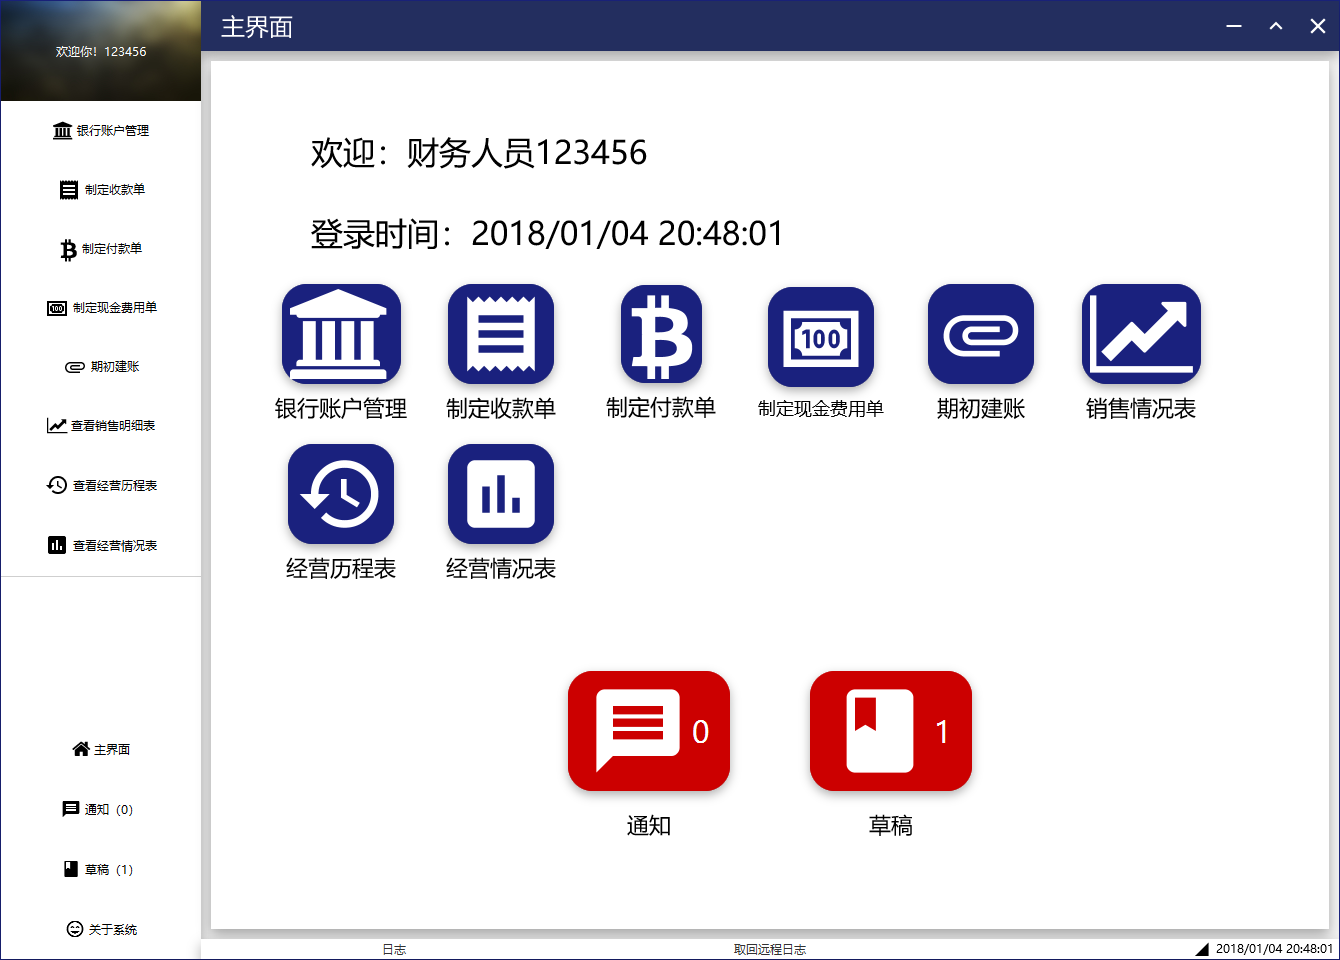 欢迎你！123456
主界面
银行账户管理
制定收款单
制定付款单
制定现金费用单
期初建账
查看销售明细表
查看经营历程表
查看经营情况表
主界面
通知（0）
草稿（1）
关于系统
欢迎：财务人员123456
登录时间：2018/01/04 20:48:01
银行账户管理
制定收款单
制定付款单
100
制定现金费用单
期初建账
销售情况表
经营历程表
经营情况表
0
通知
1
草稿
日志
取回远程日志
2018/01/04 20:48:01